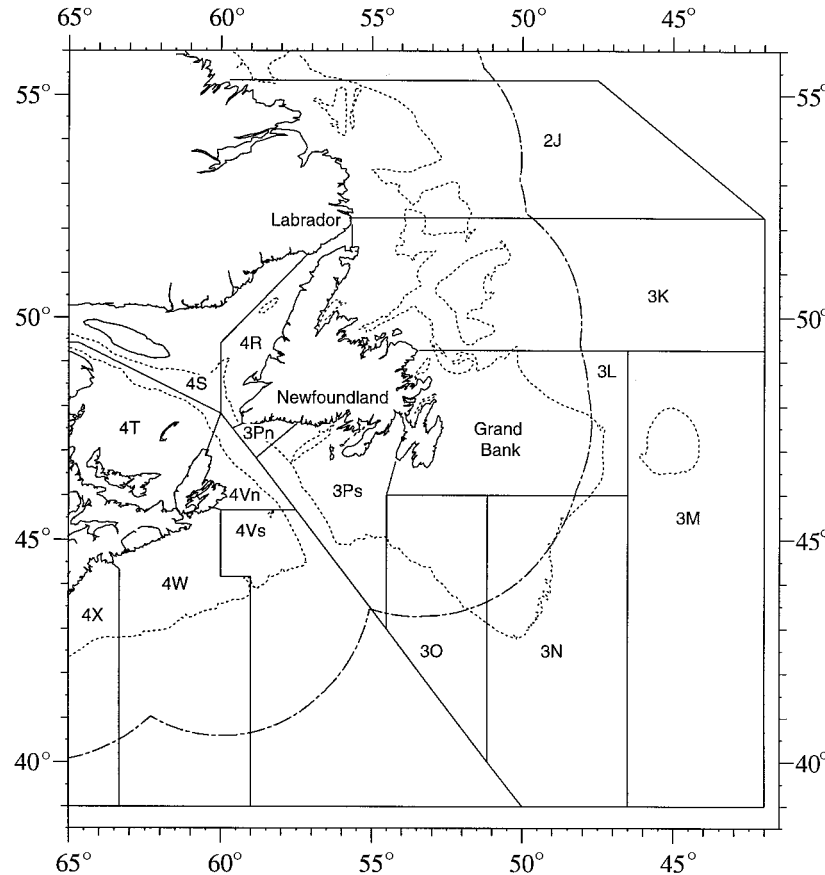 65° 60° 55° 50° 45°
55° 55°
2J
Labrador
3K
50° 50°
4R
3L
4S
Newfoundland
4T
Grand
Bank
3Pn
4Vn
3Ps
3M
45° 45°
4Vs
4W
4X
3O
3N
40° 40°
65° 60° 55° 50° 45°